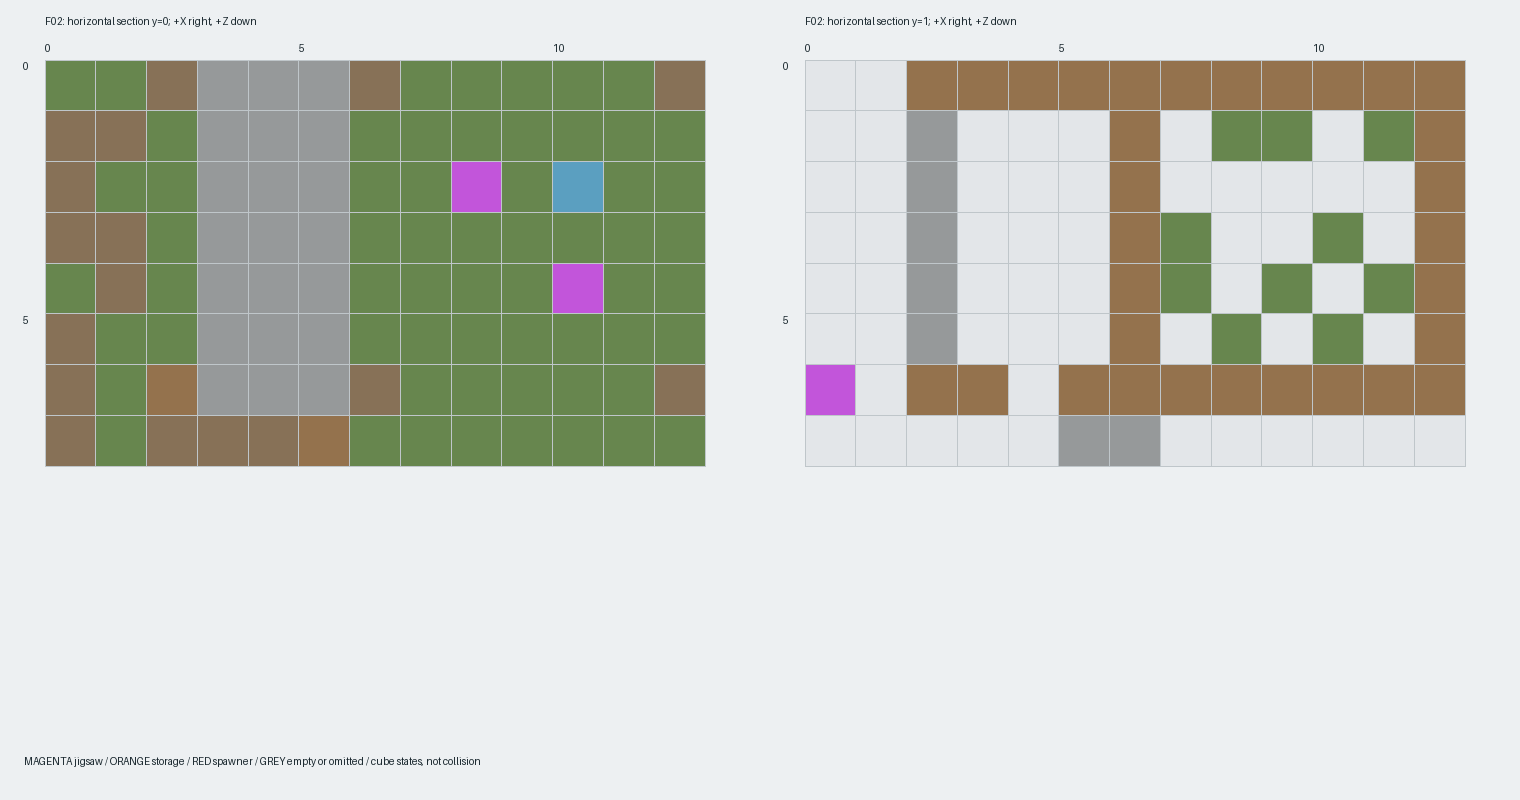 F02: horizontal section y=0; +X right, +Z down
F02: horizontal section y=1; +X right, +Z down
0 5 10
0 5 10
0
0
5
5
MAGENTA jigsaw / ORANGE storage / RED spawner / GREY empty or omitted / cube states, not collision